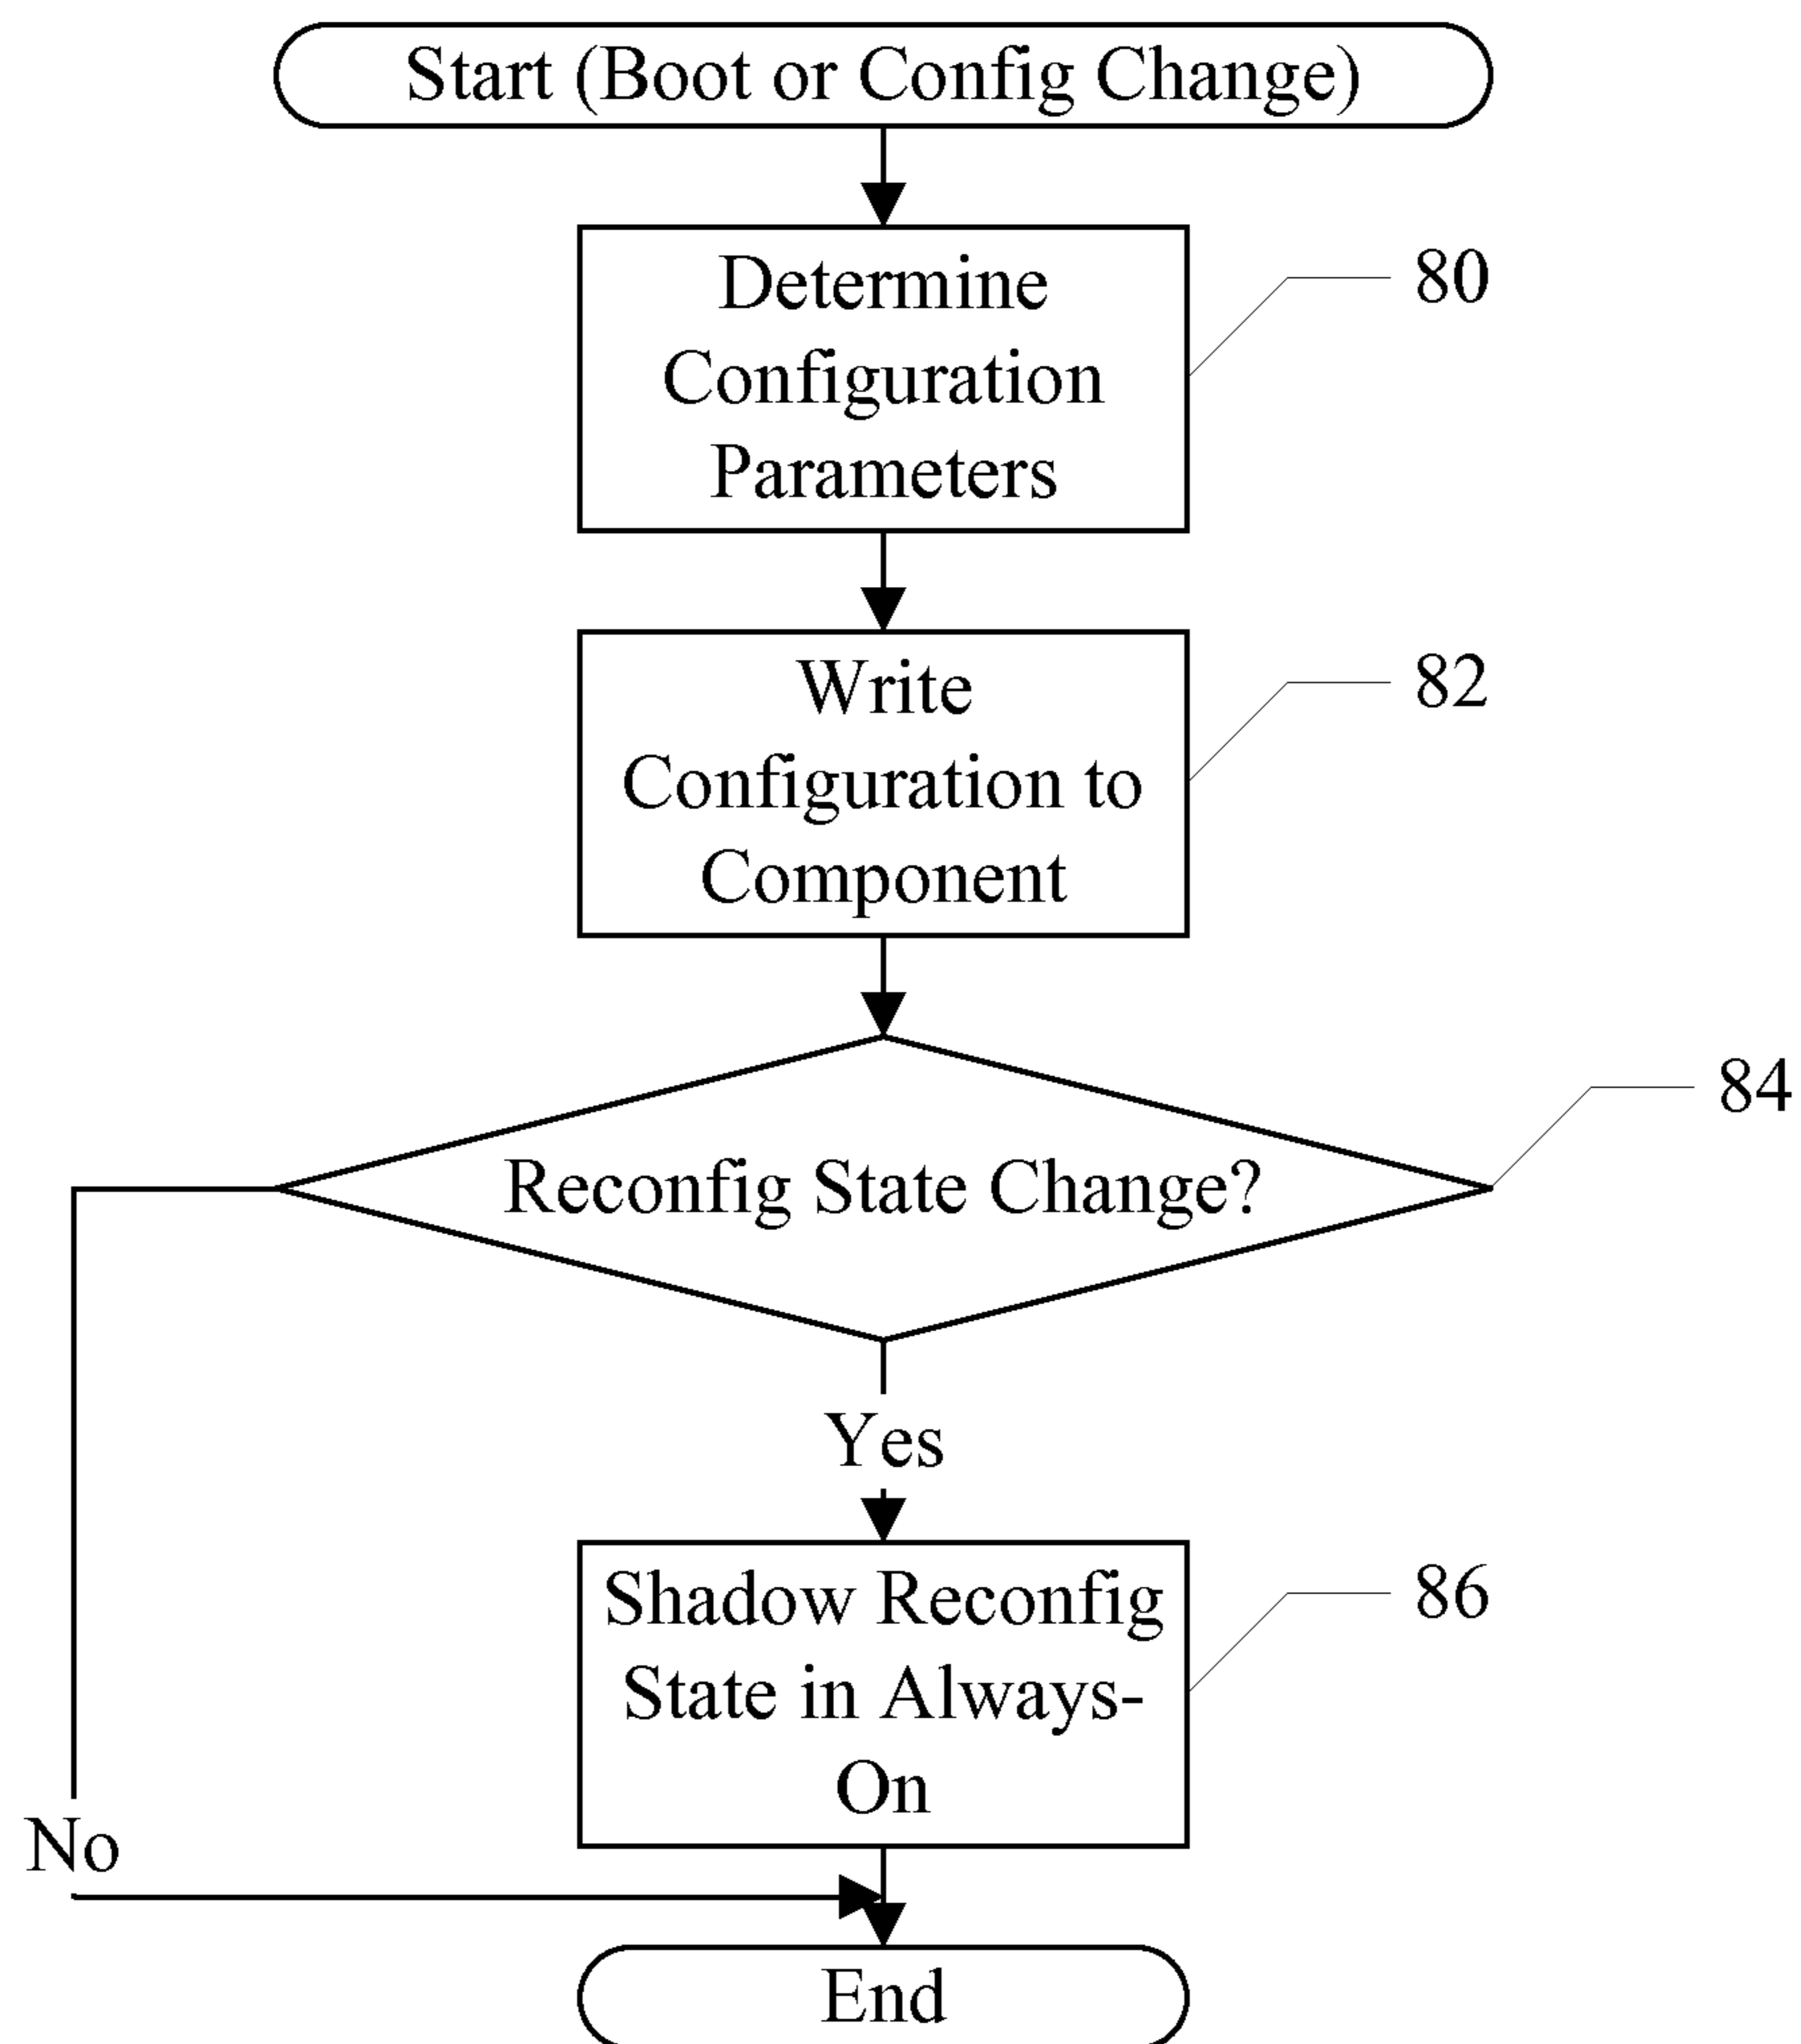 Start (Boot or Config Change)
Determine
Configuration
Parameters
80
Write
Configuration to
Component
82
Reconfig State Change?
84
Yes
Shadow Reconfig
State in Always-
On
86
No
End